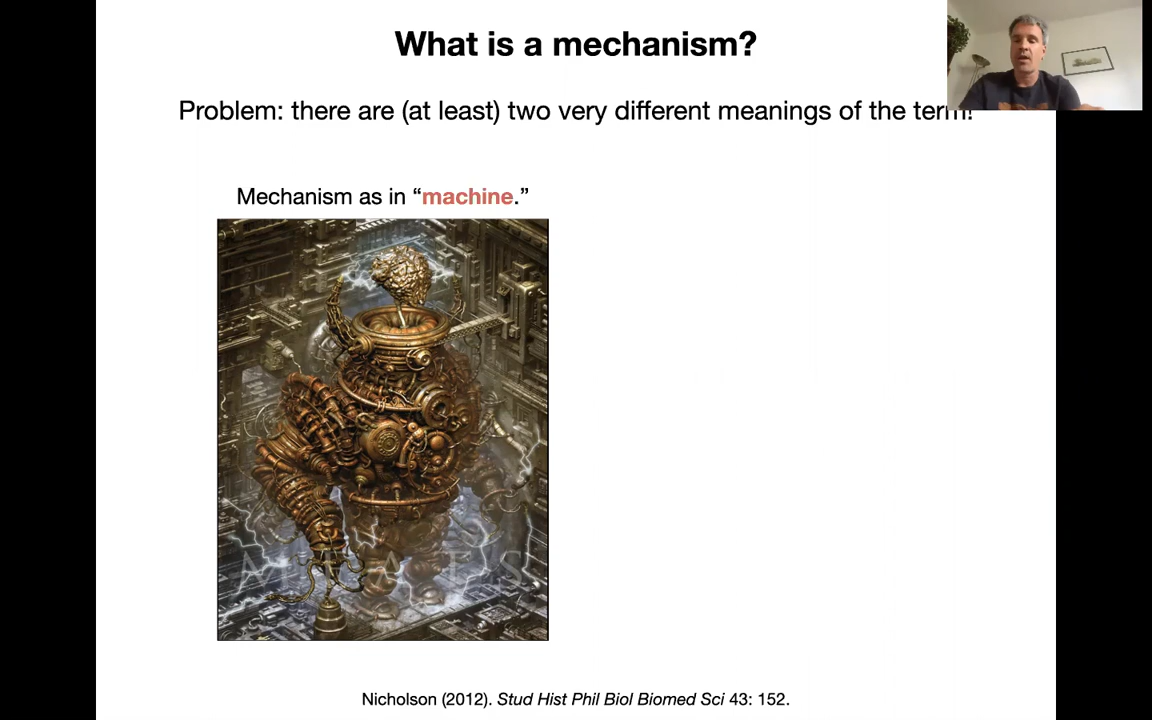 What is a mechanism?
Problem: there are (at least) two very different meanings of the term!
Mechanism as in “machine.”
Nicholson (2012). Stud Hist Phil Biol Biomed Sci 43: 152.